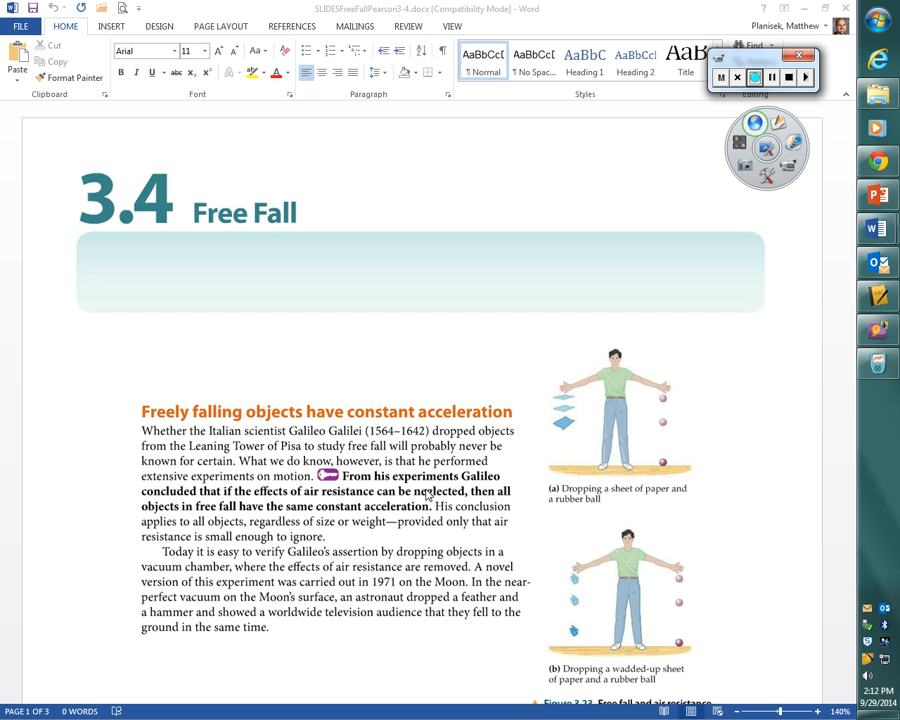 SLIDESFreeFallPearson3-4.docx [Compatibility Mode] - Word
FILE HOME INSERT DESIGN PAGE LAYOUT REFERENCES MAILINGS REVIEW VIEW Planisek, Matthew
Paste
Cut
Copy
Format Painter
Arial 11
AaBbCcD AaBbCcD AaBbC AaBbCcI AaB
¶ Normal ¶ No Spac... Heading 1 Heading 2 Title
Find
Clipboard Font Paragraph Styles Editing
3.4 Free Fall
Freely falling objects have constant acceleration
Whether the Italian scientist Galileo Galilei (1564–1642) dropped objects
from the Leaning Tower of Pisa to study free fall will probably never be
known for certain. What we do know, however, is that he performed
extensive experiments on motion. From his experiments Galileo
concluded that if the effects of air resistance can be neglected, then all
objects in free fall have the same constant acceleration. His conclusion
applies to all objects, regardless of size or weight—provided only that air
resistance is small enough to ignore.
Today it is easy to verify Galileo's assertion by dropping objects in a
vacuum chamber, where the effects of air resistance are removed. A novel
version of this experiment was carried out in 1971 on the Moon. In the near-
perfect vacuum on the Moon's surface, an astronaut dropped a feather and
a hammer and showed a worldwide television audience that they fell to the
ground in the same time.
(a) Dropping a sheet of paper and
a rubber ball
(b) Dropping a wadded-up sheet
of paper and a rubber ball
Figure 3.23 Free fall and air resistance
PAGE 1 OF 3 0 WORDS 140%
2:12 PM
9/29/2014